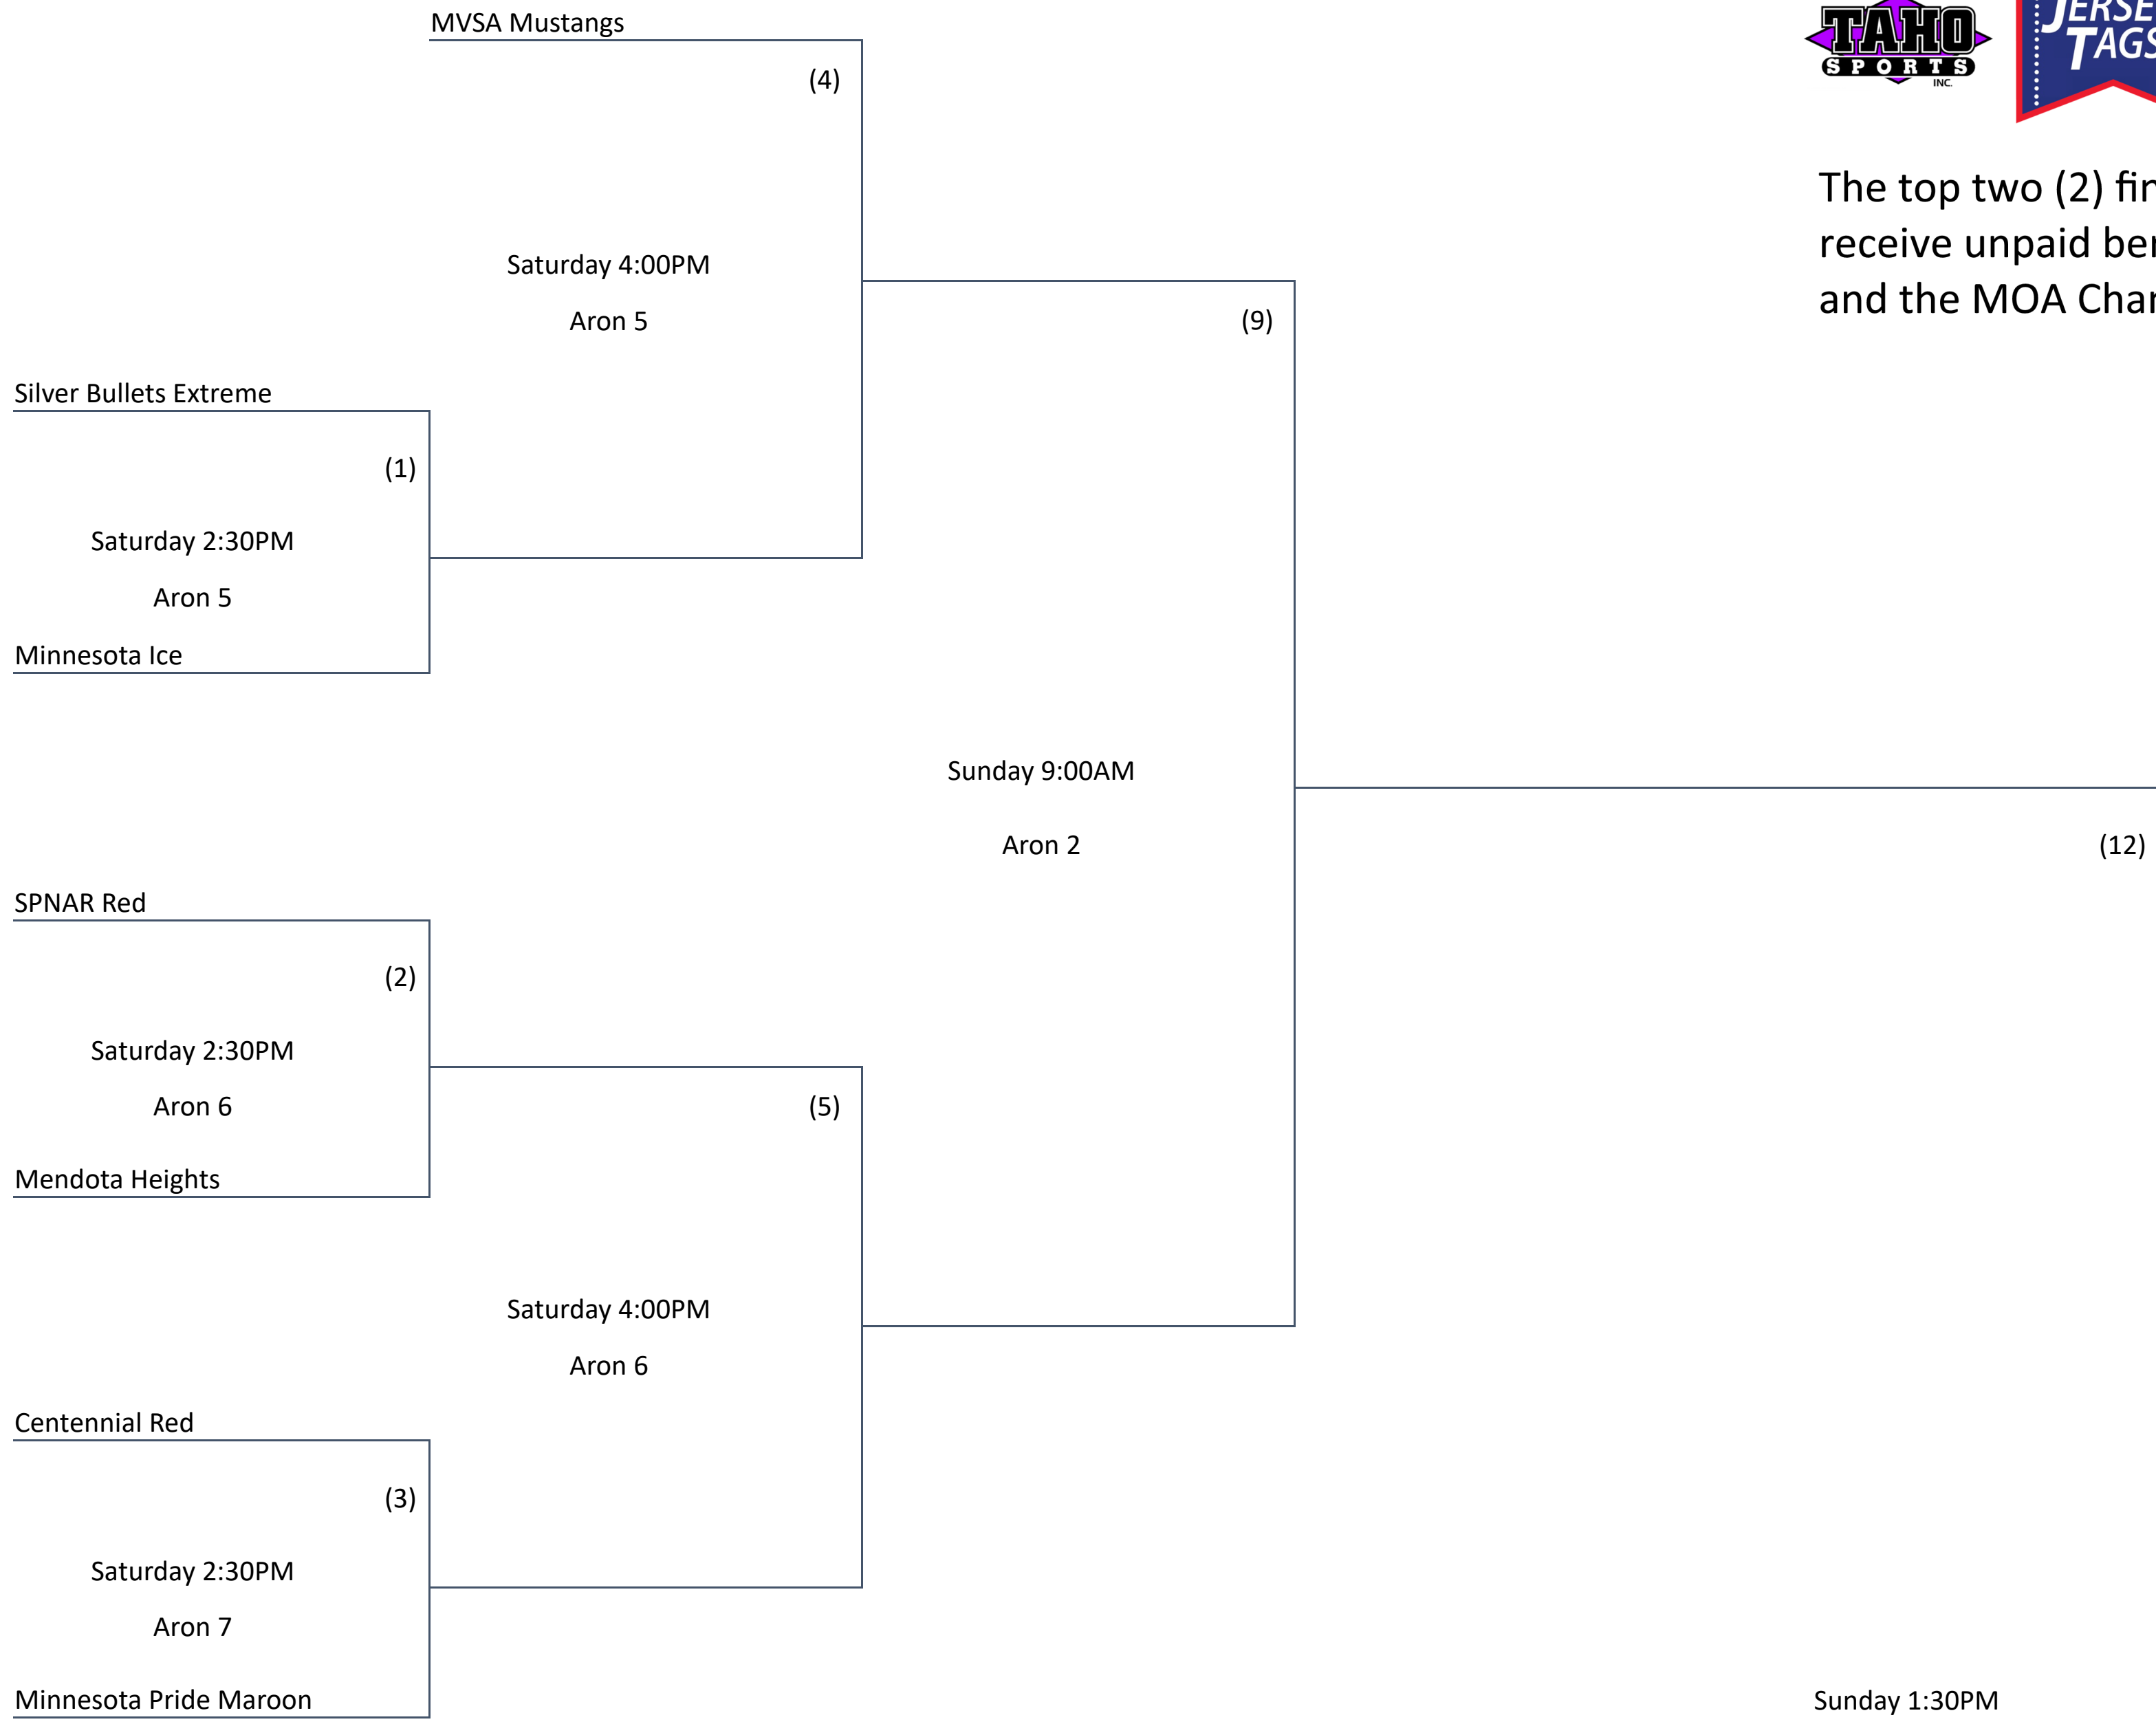 MVSA Mustangs
TAHO
SPORTS
INC.
TAGS
(4)
The top two (2)
receive unpaid
and the MOA
Saturday 4:00PM
Aron 5
(9)
Silver Bullets Extreme
(1)
Saturday 2:30PM
Aron 5
Minnesota Ice
Sunday 9:00AM
Aron 2
(12)
SPNAR Red
(2)
Saturday 2:30PM
Aron 6
(5)
Mendota Heights
Saturday 4:00PM
Aron 6
Centennial Red
(3)
Saturday 2:30PM
Aron 7
Minnesota Pride Maroon
Sunday 1:30PM